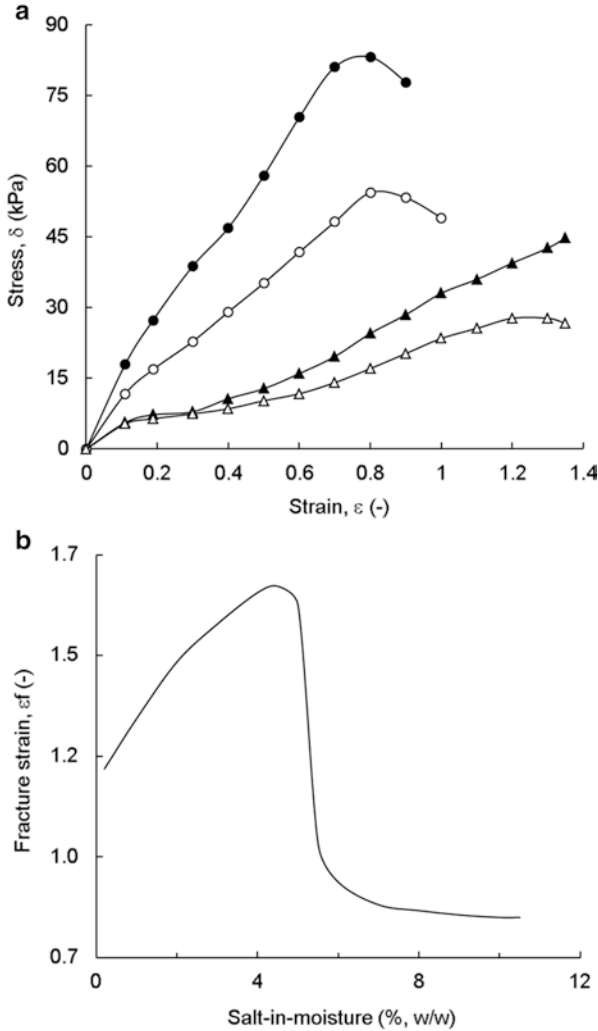 a
90
75
60
45
30
15
0
0 0.2 0.4 0.6 0.8 1 1.2 1.4
Stress, δ (kPa)
Strain, ε (-)
b
1.7
1.5
1.2
1.0
0.7
0 4 8 12
Fracture strain, εf (-)
Salt-in-moisture (%, w/w)